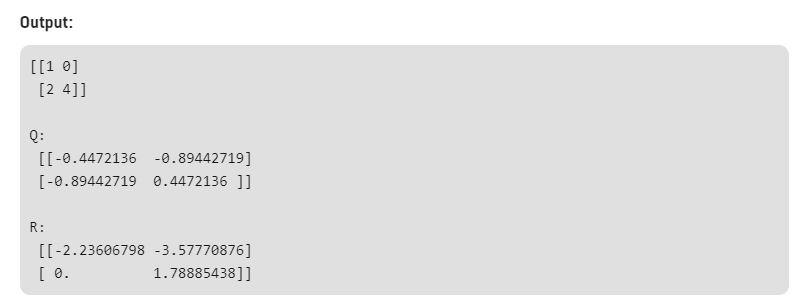 Output:
[[1 0]
 [2 4]]
Q:
 [[-0.4472136  -0.89442719]
 [-0.89442719  0.4472136 ]]
R:
 [[-2.23606798 -3.57770876]
 [ 0.          1.78885438]]